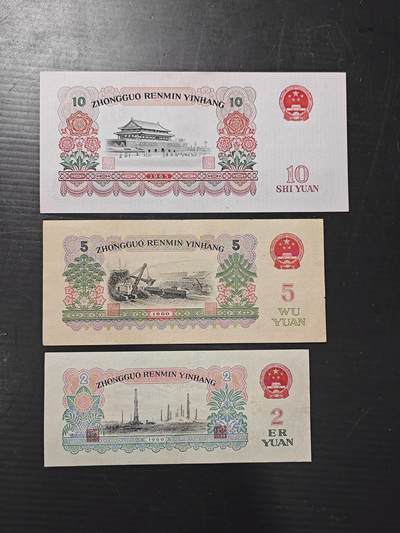 10 10
ZHONGGUO RENMIN YINHANG
1965
10
SHI YUAN
5 5
ZHONGGUO RENMIN YINHANG
1960
5
WU
YUAN
2 2
ZHONGGUO RENMIN YINHANG
1960
2
ER
YUAN